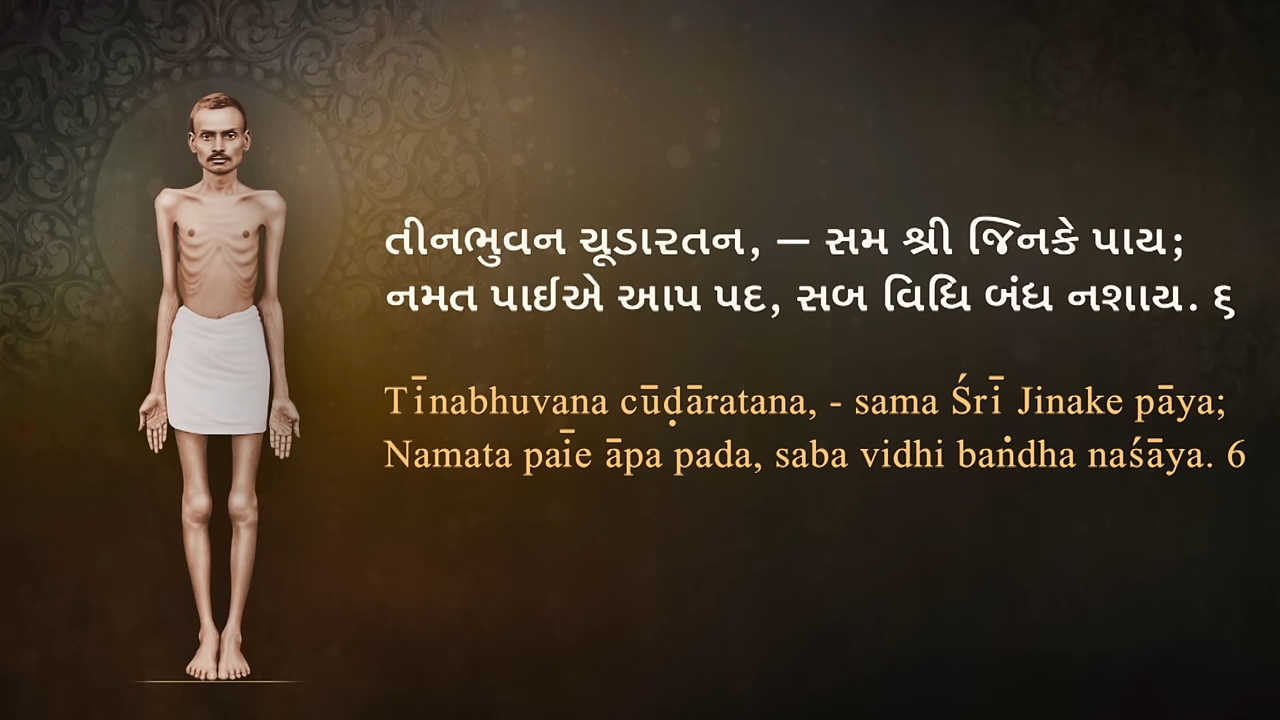 તીનભુવન ચૂડારતન, — સમ શ્રી જિનકે પાય;
નમત પાઈએ આપ પદ, સબ વિધિ બંધ નશાય. ૬
Tīnabhuvana cūḍāratana, - sama Śrī Jinake pāya;
Namata paīe āpa pada, saba vidhi baṅdha naśāya. 6